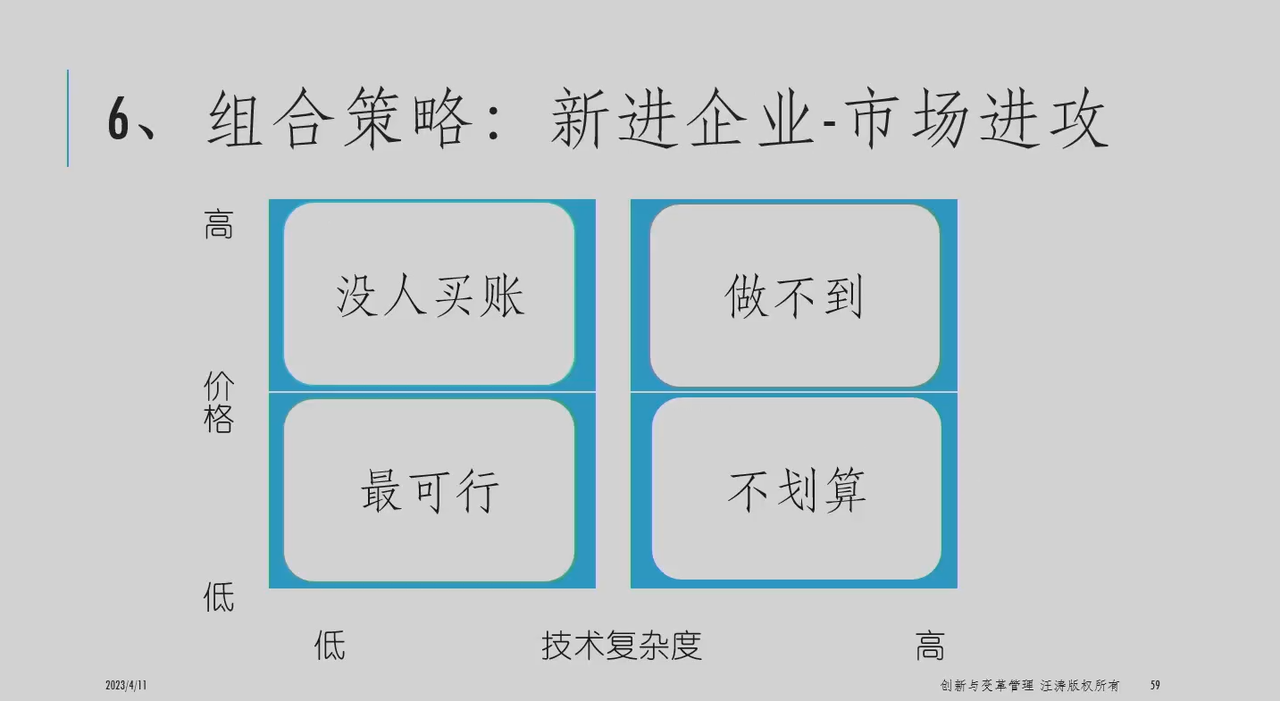 6、组合策略：新进企业-市场进攻
高
没人买账
做不到
价
格
最可行
不划算
低
低
技术复杂度
高
2023/4/11
创新与变革管理 汪涛版权所有
59